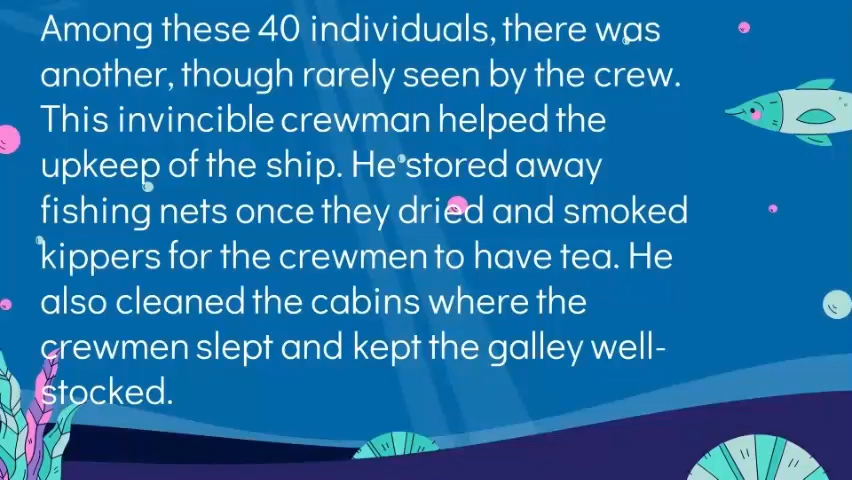 Among these 40 individuals, there was
another, though rarely seen by the crew.
This invincible crewman helped the
upkeep of the ship. He stored away
fishing nets once they dried and smoked
kippers for the crewmen to have tea. He
also cleaned the cabins where the
crewmen slept and kept the galley well-
stocked.